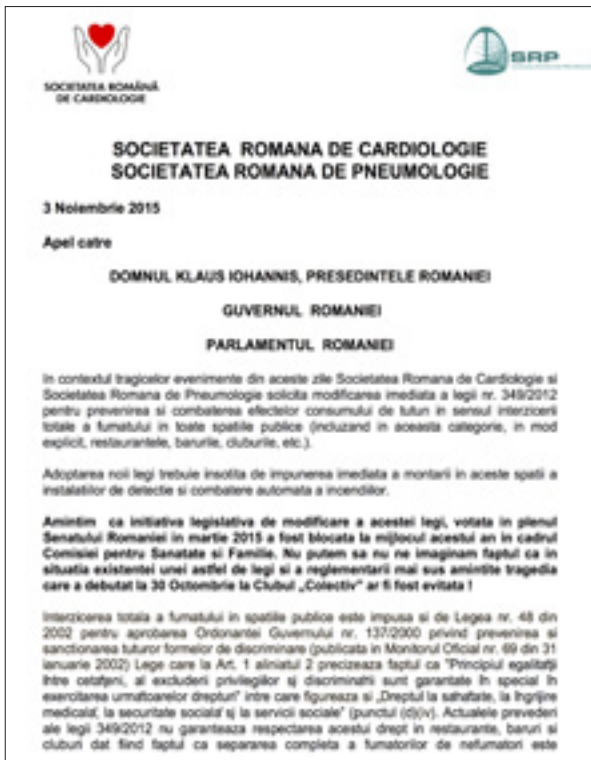 SOCIETATEA ROMÂNĂ
DE CARDIOLOGIE
SRP
SOCIETATEA ROMANA DE CARDIOLOGIE
SOCIETATEA ROMANA DE PNEUMOLOGIE
3 Noiembrie 2015
Apel catre
DOMNUL KLAUS IOHANNIS, PRESEDINTELE ROMANIEI
GUVERNUL ROMANIEI
PARLAMENTUL ROMANIEI
In contextul tragicelor evenimente din aceste zile Societatea Romana de Cardiologie si
Societatea Romana de Pneumologie solicita modificarea imediata a legii nr. 349/2012
pentru prevenirea si combaterea efectelor consumului de tutun in sensul interzicerii
totale a fumatului in toate spatiile publice (incluzand in aceasta categorie, in mod
explicit, restaurantele, barurile, cluburile, etc.).
Adoptarea noii legi trebuie insotita de impunerea imediata a montarii in aceste spatii a
instalatiilor de detectie si combatere automata a incendiilor.
Amintim ca initiativa legislativa de modificare a acestei legi, votata in plenul
Senatului Romaniei in martie 2015 a fost blocata la mijlocul acestui an in cadrul
Comisiei pentru Sanatate si Familie. Nu putem sa nu ne imaginam faptul ca in
situatia existentei unei astfel de legi si a reglementarii mai sus amintite tragedia
care a debutat la 30 Octombrie la Clubul „Colectiv" ar fi fost evitata !
Interzicerea totala a fumatului in spatiile publice este impusa si de Legea nr. 48 din
2002 pentru aprobarea Ordonantei Guvernului nr. 137/2000 privind prevenirea si
sanctionarea tuturor formelor de discriminare (publicata in Monitorul Oficial nr. 69 din 31
ianuarie 2002) Lege care la Art. 1 aliniatul 2 precizeaza faptul ca "Principiul egalitaţii
între cetaţeni, al excluderii privilegiilor şi discriminarii sunt garantate în special în
exercitarea urmatoarelor drepturi" intre care figureaza si „Dreptul la sanatate, la îngrijire
medicala, la securitate sociala şi la servicii sociale" (punctul (d)(iv). Actualele prevederi
ale legii 349/2012 nu garanteaza respectarea acestui drept in restaurante, baruri si
cluburi dat fiind faptul ca separarea completa a fumatorilor de nefumatori este